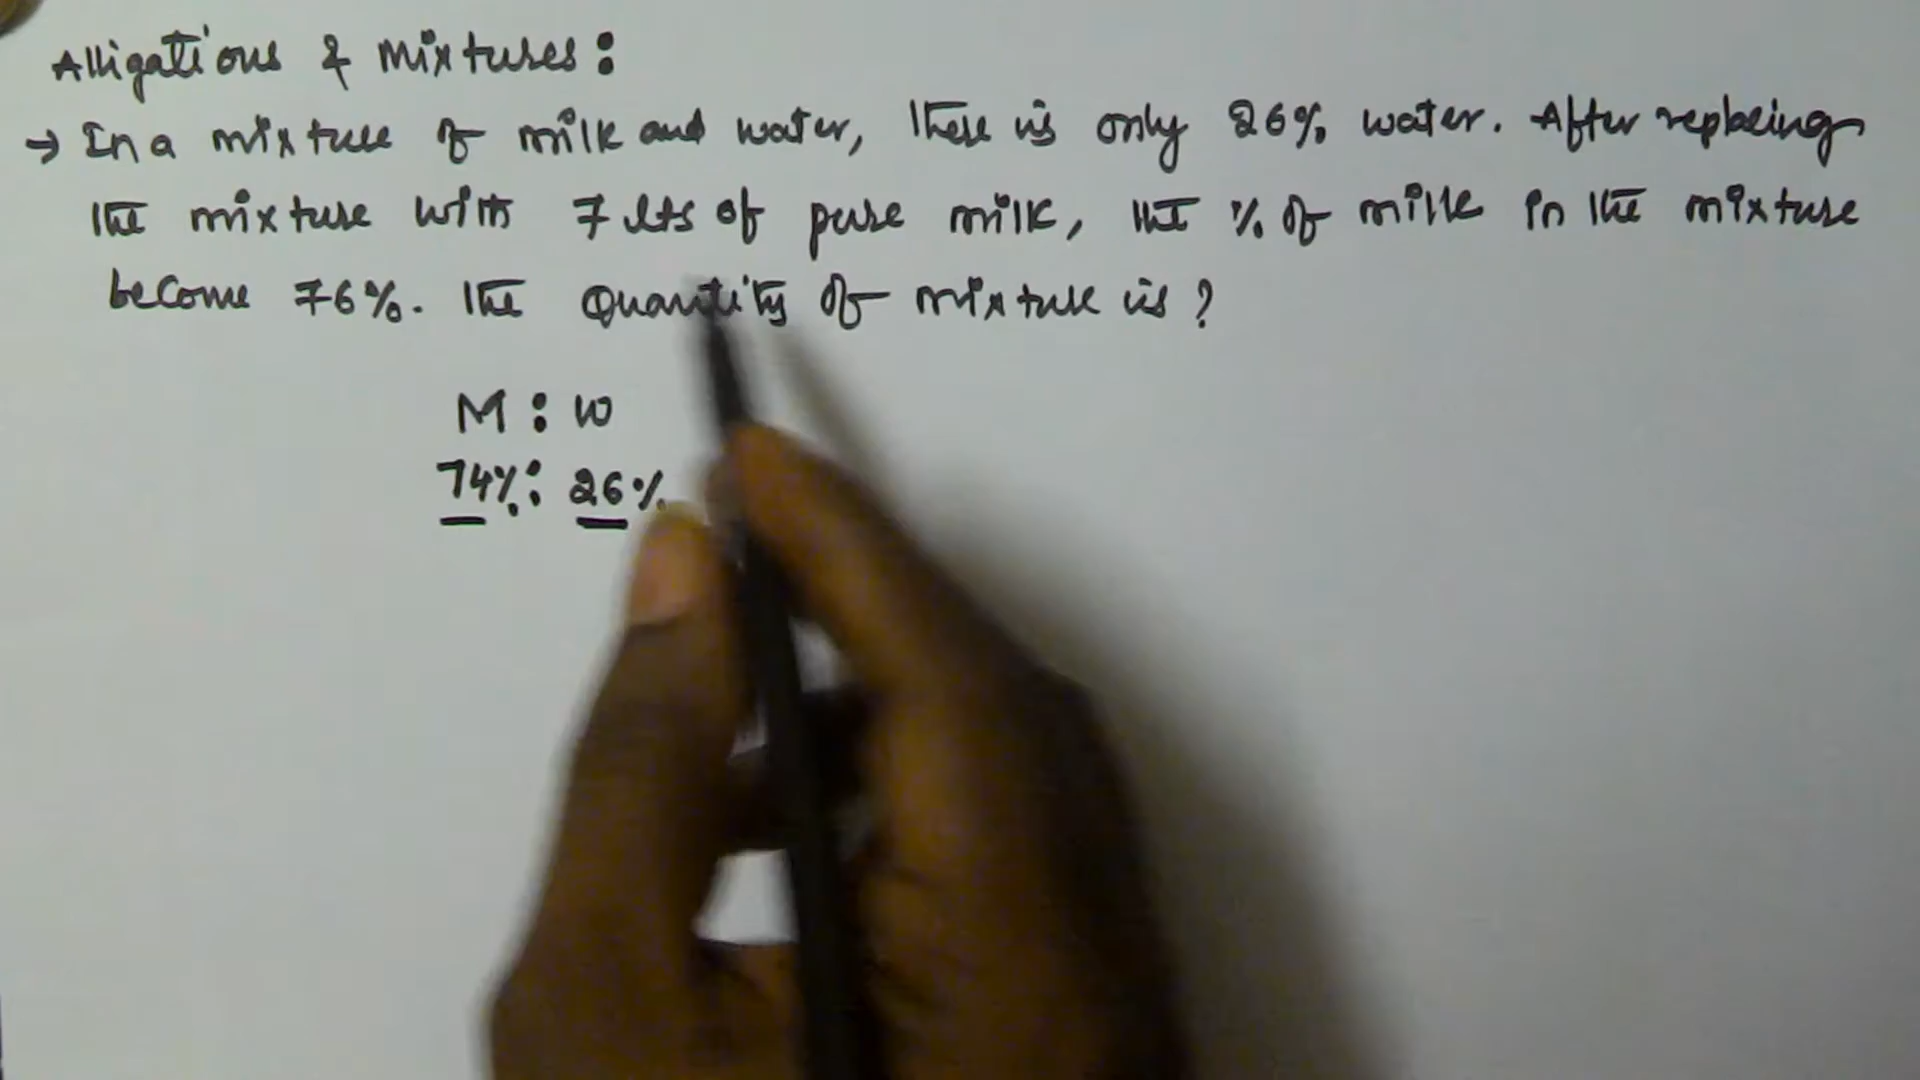 Alligations & Mixtures:
→ In a mixture of milk and water, there is only 26% water. After replacing
the mixture with 7 lts of pure milk, the % of milk in the mixture
become 76%. The Quantity of mixture is?
M : W
74% : 26%